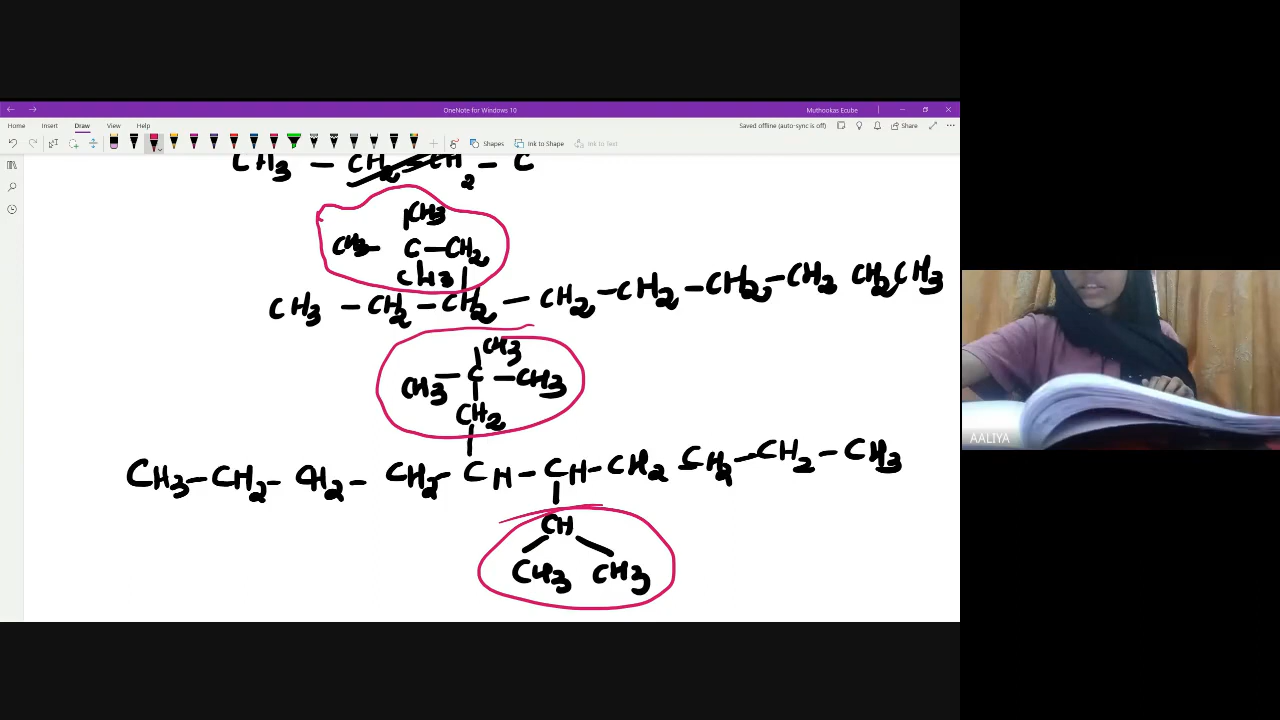 OneNote for Windows 10
Muthookas Ecube
Home Insert Draw View Help
Saved offline (auto-sync is off) Share
Shapes Ink to Shape Ink to Text
CH3 — CH2 – CH2 – C
CH3
CH3– C – CH2
CH3
CH3 – CH2 – CH2 – CH2 – CH2 – CH2 – CH2 CH2 CH3
CH3
CH3 – C – CH3
CH2
CH3 – CH2 – CH2 – CH2 – CH – CH – CH2 CH2 – CH2 – CH3
CH
CH3 CH3
AALIYA